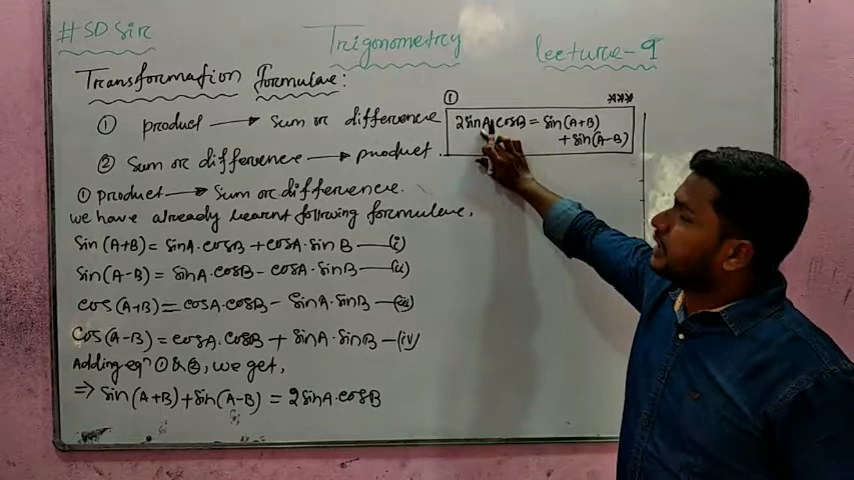 #SD Sir
Trigonometry
lecture-9
Transformation formulae:
① product → Sum or difference
② Sum or difference → product.
① product → Sum or difference.
we have already learnt following formulae,
Sin(A+B)= SinA·cosB+cosA·Sin B —(i)
Sin(A-B)= SinA·cosB- cosA·SinB —(ii)
cos(A+B)=cosA·cosB- SinA·SinB —(iii)
Cos(A-B)=cosA·cosB+ SinA·SinB —(iv)
Adding eqⁿ ① & ②, we get,
⇒ Sin(A+B)+Sin(A-B) = 2SinA·cosB
① ***
2SinA·cosB = Sin(A+B)
+Sin(A-B)